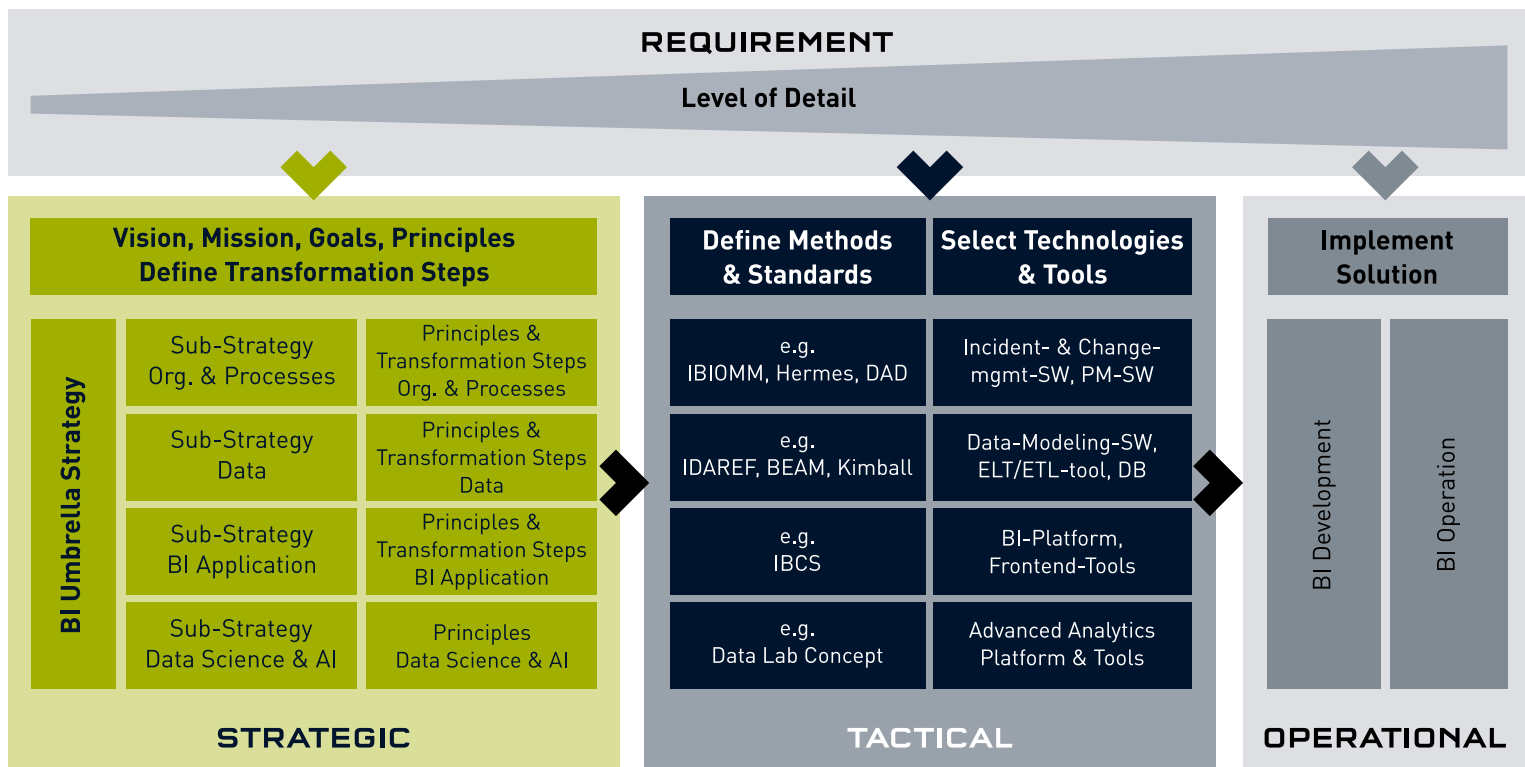 REQUIREMENT
Level of Detail
Vision, Mission, Goals, Principles
Define Transformation Steps
BI Umbrella Strategy
Sub-Strategy
Org. & Processes
Principles &
Transformation Steps
Org. & Processes
Sub-Strategy
Data
Principles &
Transformation Steps
Data
Sub-Strategy
BI Application
Principles &
Transformation Steps
BI Application
Sub-Strategy
Data Science & AI
Principles
Data Science & AI
STRATEGIC
Define Methods
& Standards
Select Technologies
& Tools
e.g.
IBIOMM, Hermes, DAD
Incident- & Change-
mgmt-SW, PM-SW
e.g.
IDAREF, BEAM, Kimball
Data-Modeling-SW,
ELT/ETL-tool, DB
e.g.
IBCS
BI-Platform,
Frontend-Tools
e.g.
Data Lab Concept
Advanced Analytics
Platform & Tools
TACTICAL
Implement
Solution
BI Development
BI Operation
OPERATIONAL